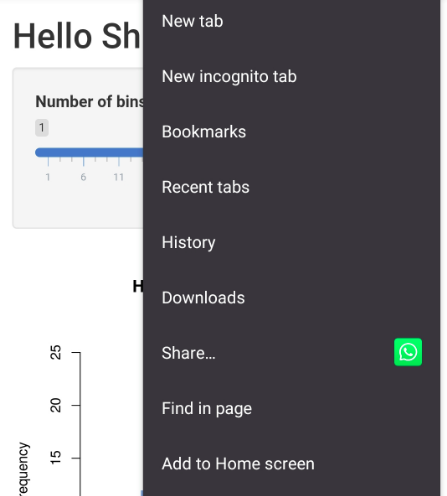 Hello Sh
Number of bins
1
1 6 11
H
25
20
15
requency
New tab
New incognito tab
Bookmarks
Recent tabs
History
Downloads
Share...
Find in page
Add to Home screen